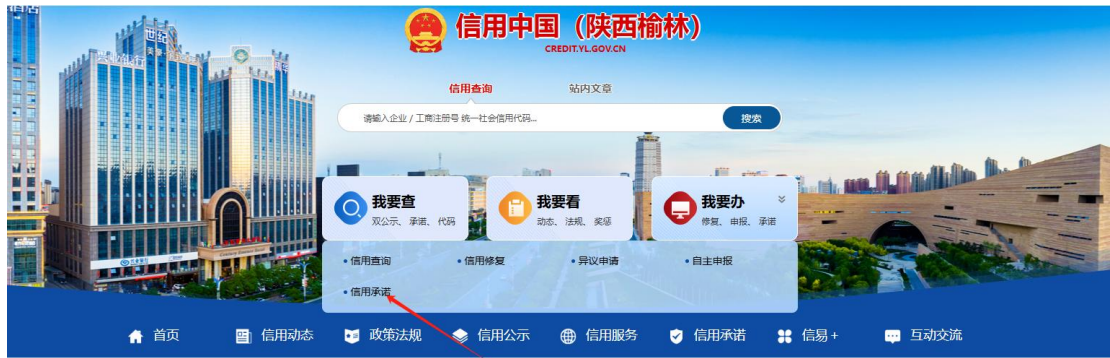 信用中国（陕西榆林）
CREDIT.YL.GOV.CN
信用查询 站内文章
请输入企业 / 工商注册号 统一社会信用代码... 搜索
我要查 我要看 我要办
双公示、承诺、代码 动态、法规、奖惩 修复、申报、承诺
信用查询 信用修复 异议申请 自主申报
信用承诺
首页 信用动态 政策法规 信用公示 信用服务 信用承诺 信易+ 互动交流